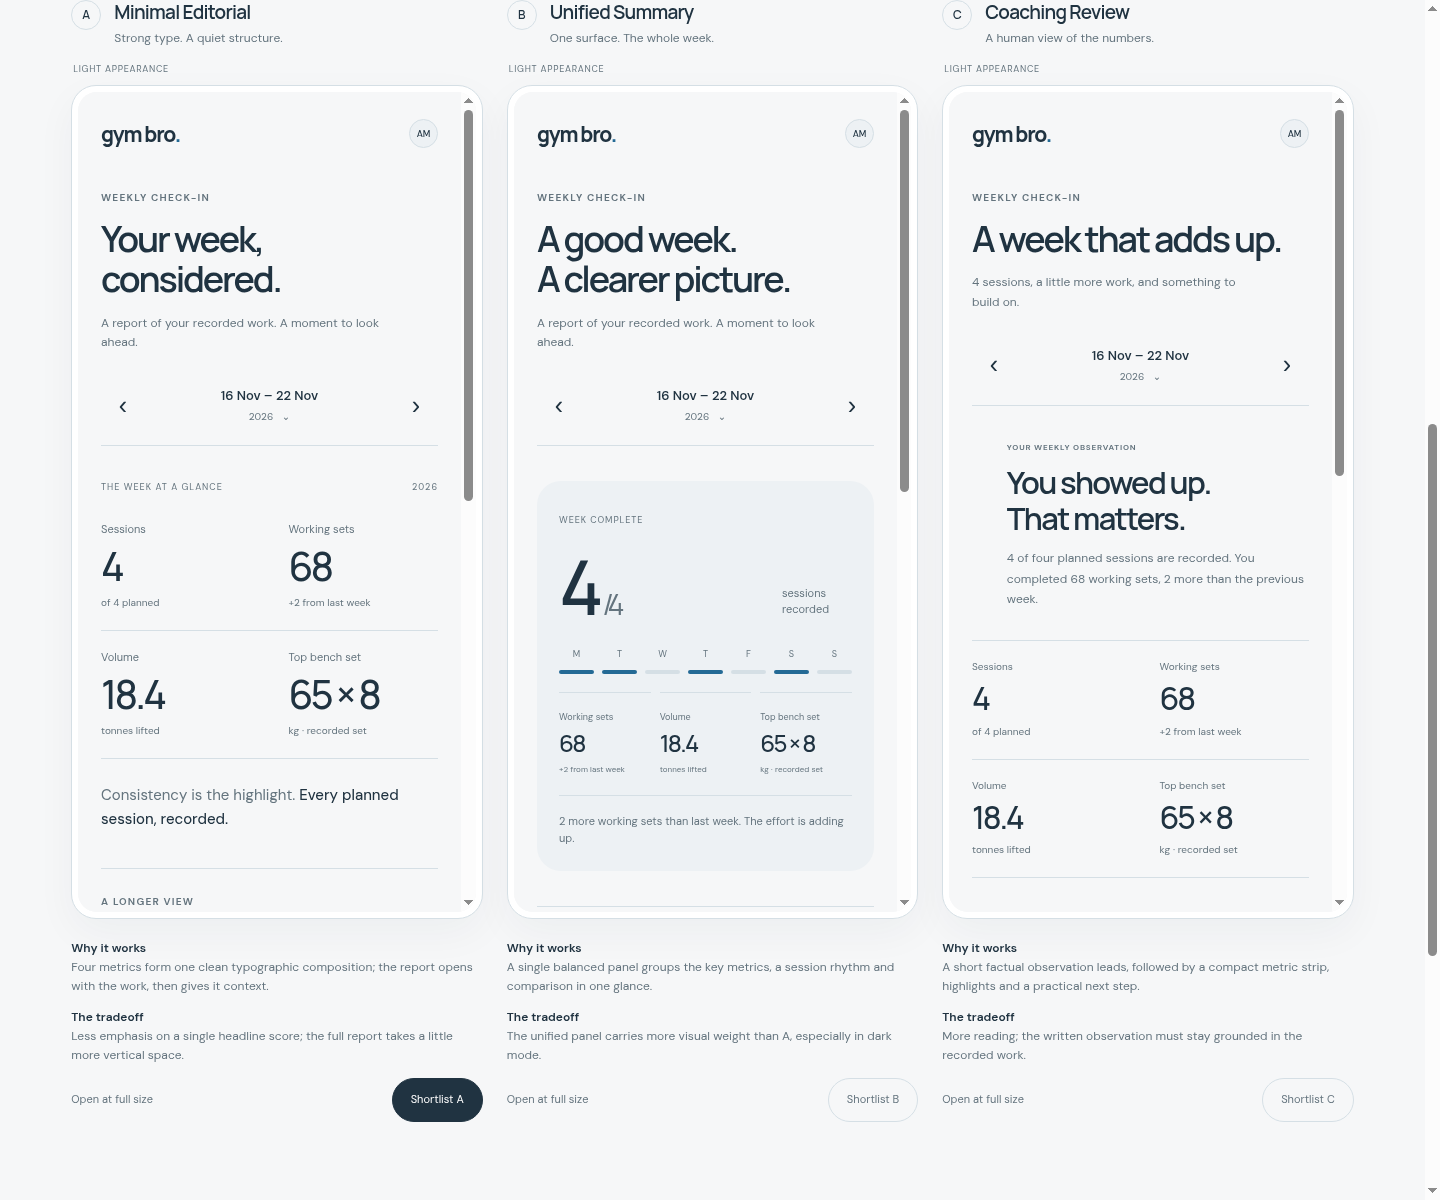 A
Minimal Editorial
Strong type. A quiet structure.
LIGHT APPEARANCE
gym bro.
AM
WEEKLY CHECK-IN
Your week,
considered.
A report of your recorded work. A moment to look
ahead.
‹
16 Nov – 22 Nov
2026 ⌄
›
THE WEEK AT A GLANCE
2026
Sessions
4
of 4 planned
Working sets
68
+2 from last week
Volume
18.4
tonnes lifted
Top bench set
65×8
kg · recorded set
Consistency is the highlight. Every planned
session, recorded.
A LONGER VIEW
Why it works
Four metrics form one clean typographic composition; the report opens
with the work, then gives it context.
The tradeoff
Less emphasis on a single headline score; the full report takes a little
more vertical space.
Open at full size
Shortlist A
B
Unified Summary
One surface. The whole week.
LIGHT APPEARANCE
gym bro.
AM
WEEKLY CHECK-IN
A good week.
A clearer picture.
A report of your recorded work. A moment to look
ahead.
‹
16 Nov – 22 Nov
2026 ⌄
›
WEEK COMPLETE
4/4
sessions
recorded
M T W T F S S
Working sets
68
+2 from last week
Volume
18.4
tonnes lifted
Top bench set
65×8
kg · recorded set
2 more working sets than last week. The effort is adding
up.
Why it works
A single balanced panel groups the key metrics, a session rhythm and
comparison in one glance.
The tradeoff
The unified panel carries more visual weight than A, especially in dark
mode.
Open at full size
Shortlist B
C
Coaching Review
A human view of the numbers.
LIGHT APPEARANCE
gym bro.
AM
WEEKLY CHECK-IN
A week that adds up.
4 sessions, a little more work, and something to
build on.
‹
16 Nov – 22 Nov
2026 ⌄
›
YOUR WEEKLY OBSERVATION
You showed up.
That matters.
4 of four planned sessions are recorded. You
completed 68 working sets, 2 more than the previous
week.
Sessions
4
of 4 planned
Working sets
68
+2 from last week
Volume
18.4
tonnes lifted
Top bench set
65×8
kg · recorded set
Why it works
A short factual observation leads, followed by a compact metric strip,
highlights and a practical next step.
The tradeoff
More reading; the written observation must stay grounded in the
recorded work.
Open at full size
Shortlist C